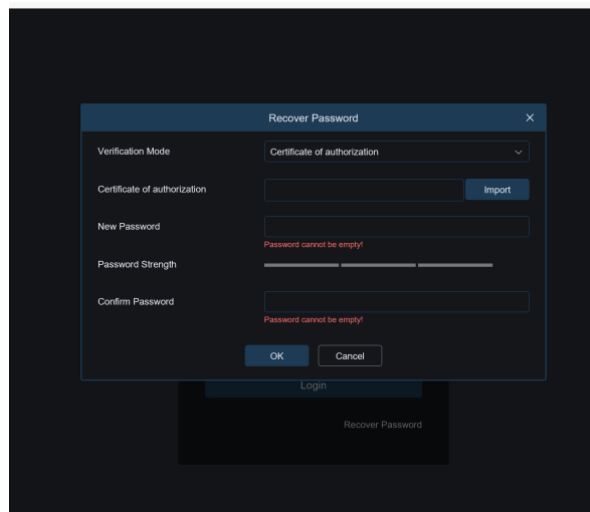 Recover Password
Verification Mode Certificate of authorization
Certificate of authorization Import
New Password
Password cannot be empty!
Password Strength
Confirm Password
Password cannot be empty!
OK Cancel
Login
Recover Password